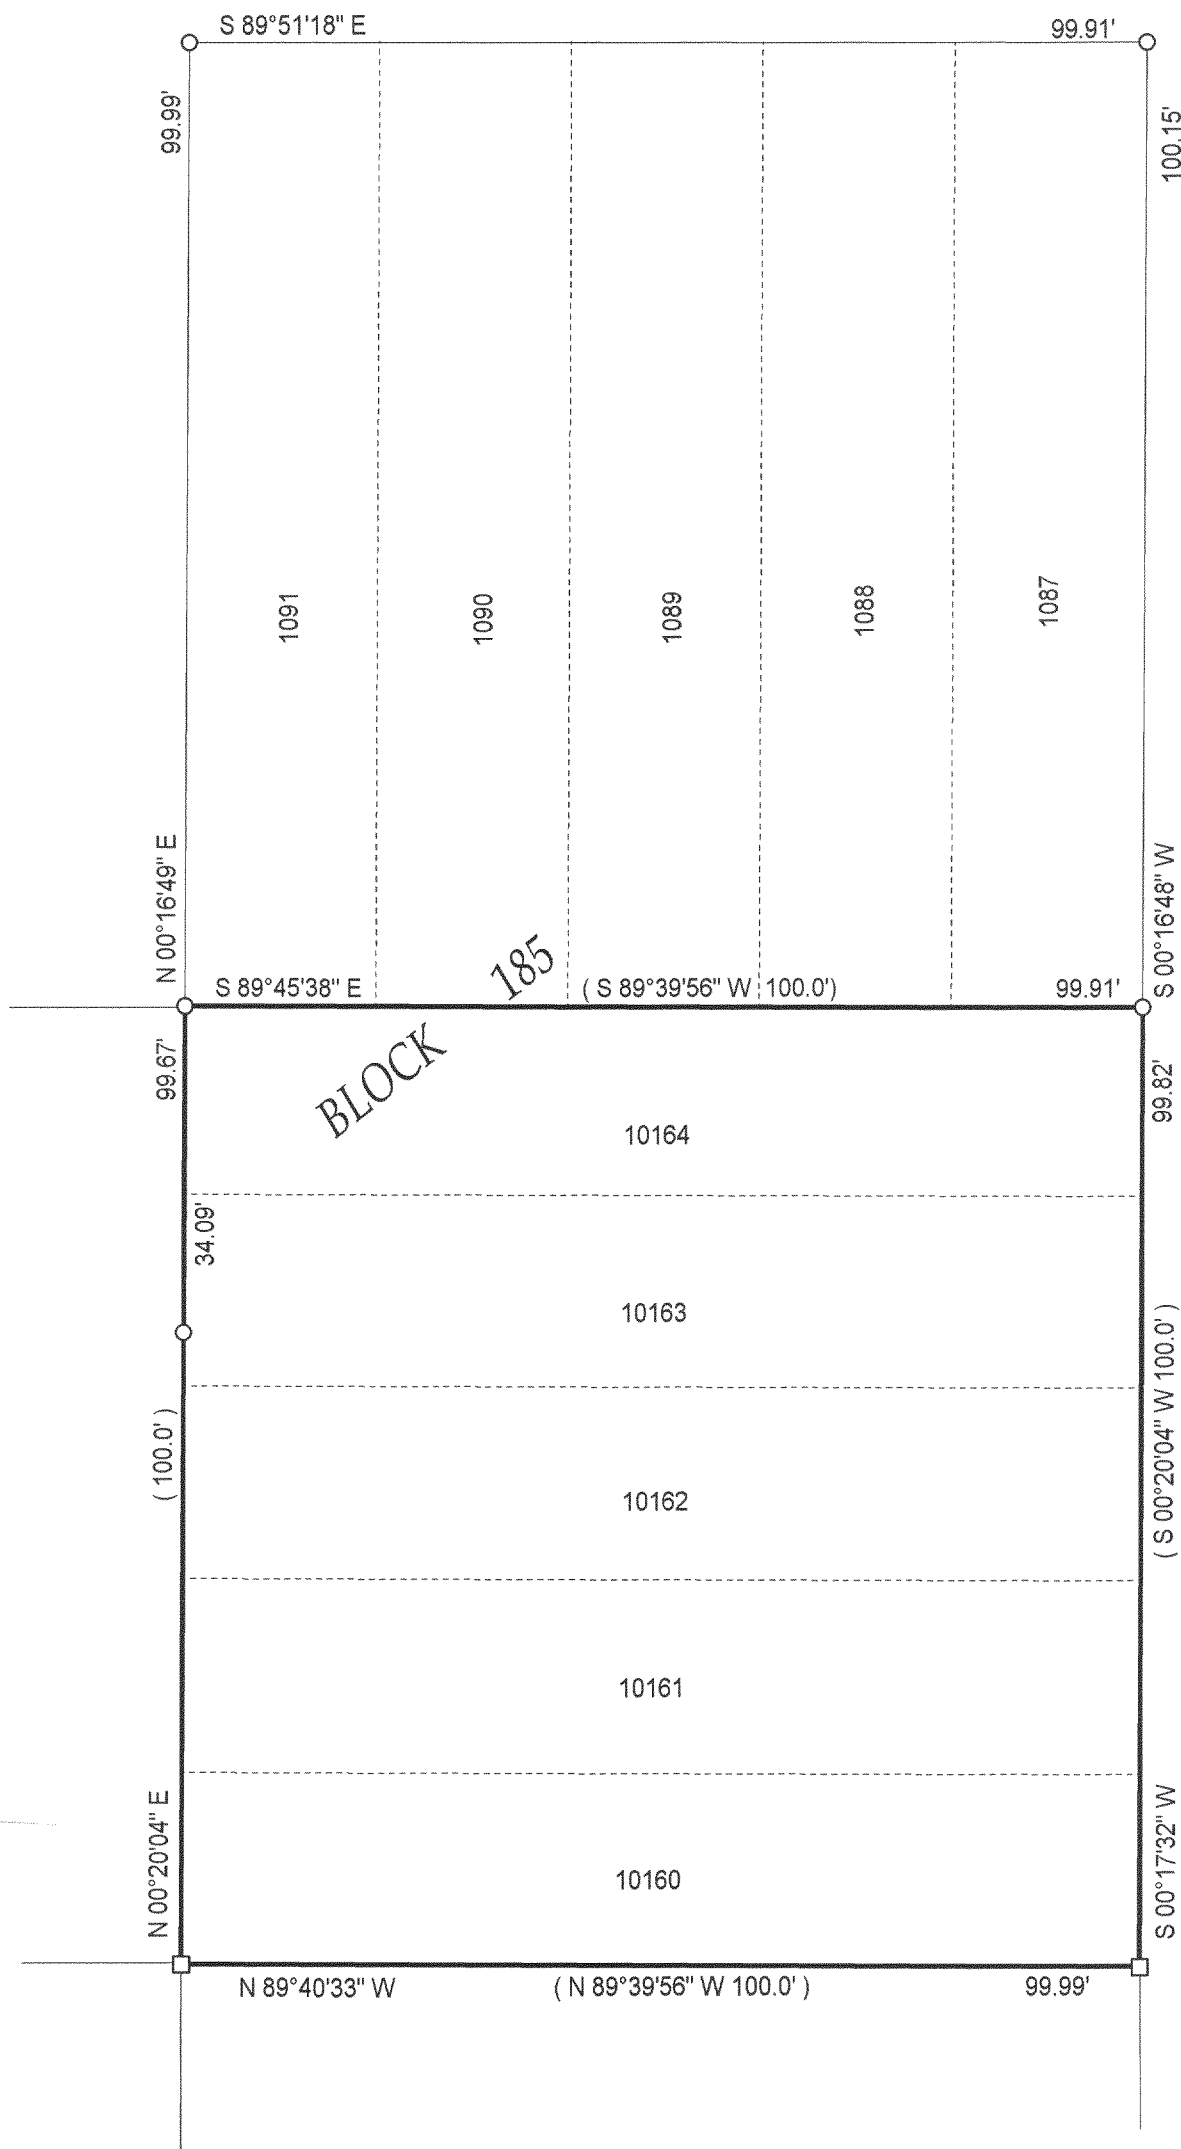 S 89°51'18" E
99.91'
99.99'
100.15'
1091
1090
1089
1088
1087
N 00°16'49" E
S 00°16'48" W
S 89°45'38" E
( S 89°39'56" W 100.0')
99.91'
BLOCK 185
99.67'
99.82'
10164
34.09'
10163
( 100.0' )
( S 00°20'04" W 100.0' )
10162
10161
N 00°20'04" E
S 00°17'32" W
10160
N 89°40'33" W
( N 89°39'56" W 100.0' )
99.99'